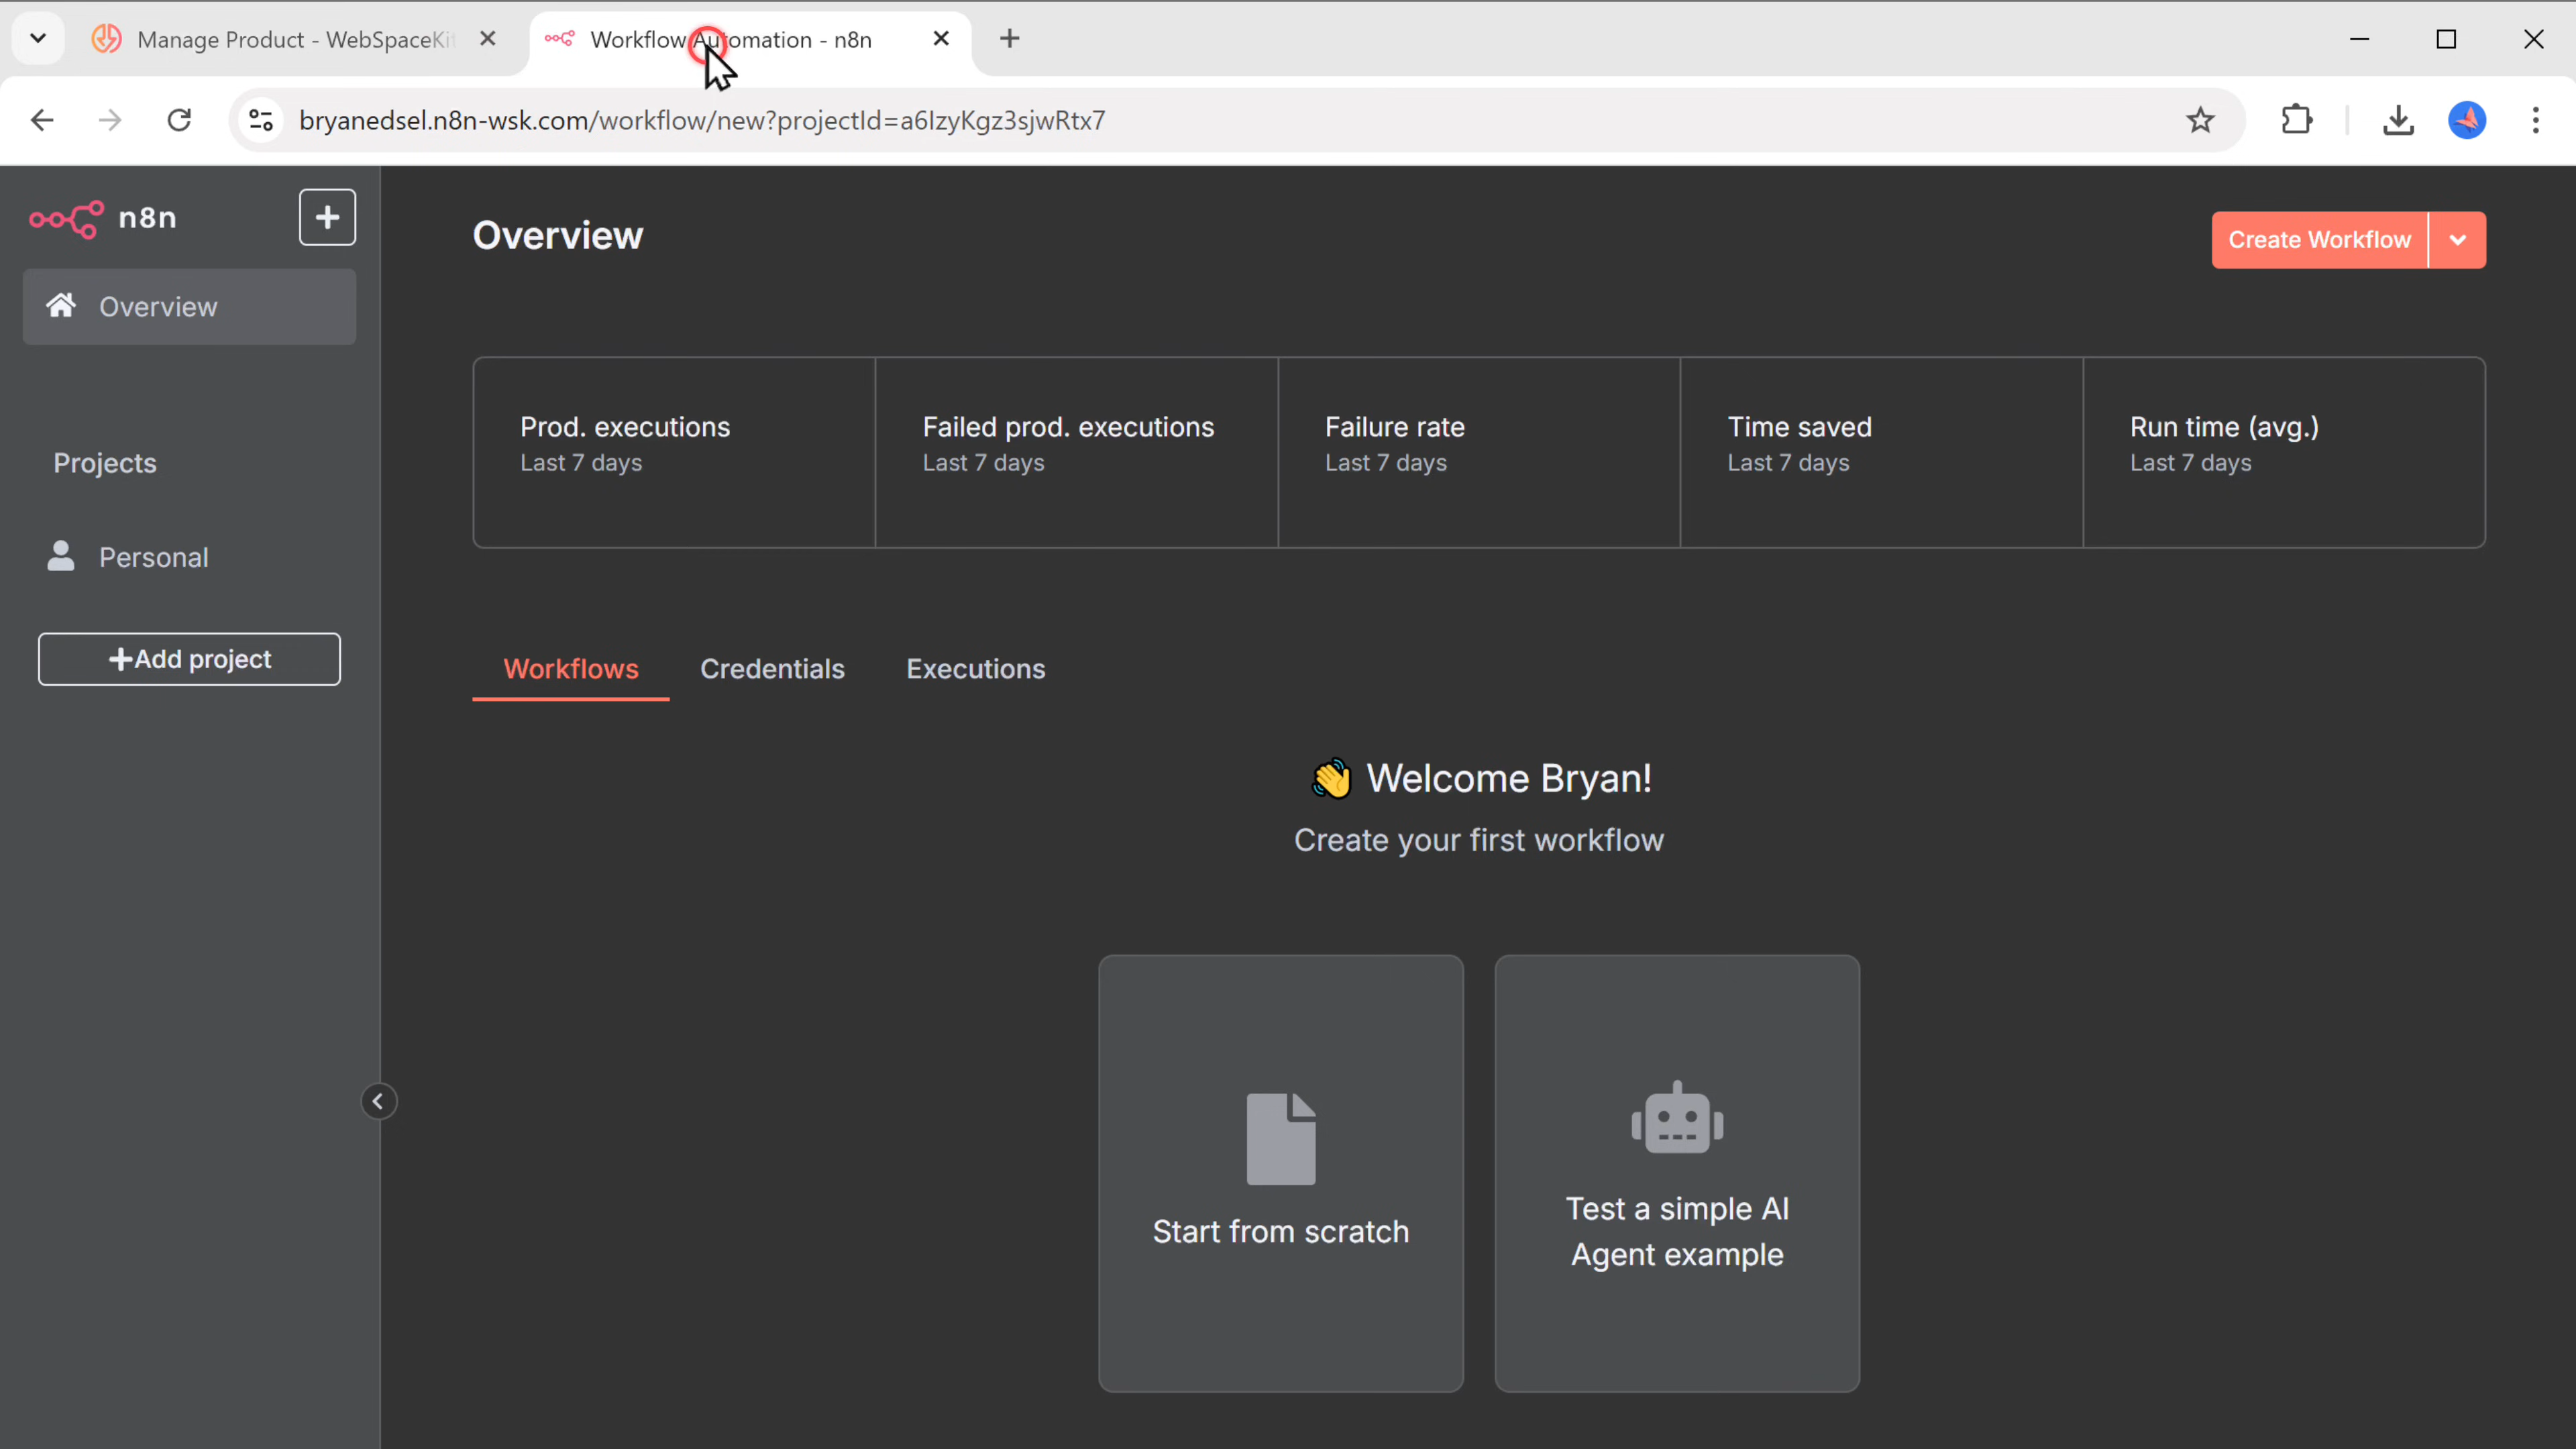 Manage Product - WebSpaceKit
Workflow Automation - n8n
bryanedsel.n8n-wsk.com/workflow/new?projectId=a6lzyKgz3sjwRtx7
n8n
Overview
Create Workflow
Overview
Prod. executions
Last 7 days
Failed prod. executions
Last 7 days
Failure rate
Last 7 days
Time saved
Last 7 days
Run time (avg.)
Last 7 days
Projects
Personal
Add project
Workflows
Credentials
Executions
👋 Welcome Bryan!
Create your first workflow
Start from scratch
Test a simple AI
Agent example